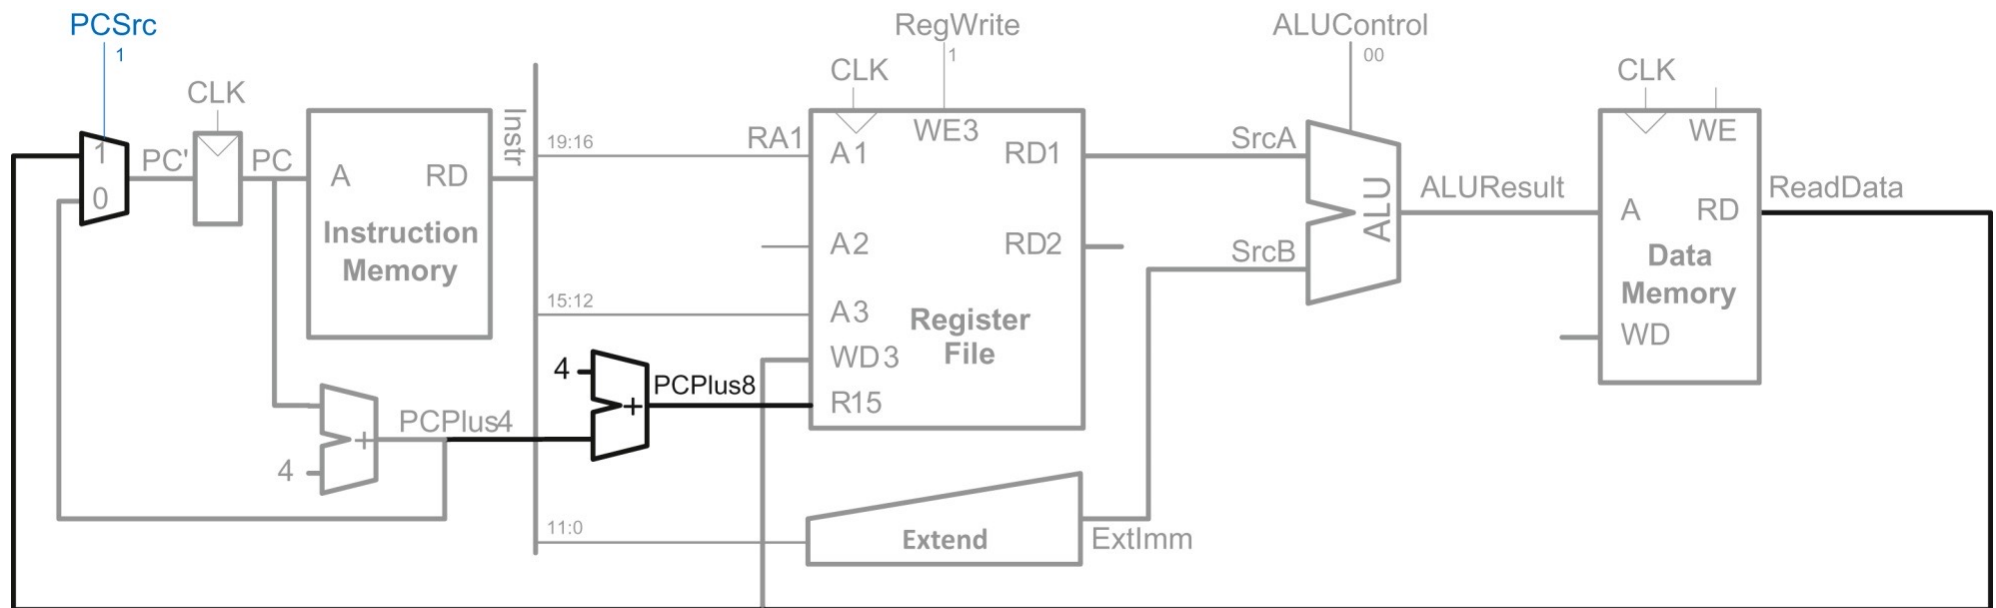 PCSrc
1
RegWrite
1
ALUControl
00
CLK
CLK
CLK
1
0
PC'
PC
A
RD
Instruction
Memory
Instr
19:16
RA1
A1
WE3
RD1
SrcA
A2
RD2
SrcB
15:12
A3
WD3
R15
Register
File
ALU
ALUResult
WE
A
RD
ReadData
Data
Memory
WD
4
+
PCPlus8
PCPlus4
+
4
11:0
Extend
ExtImm